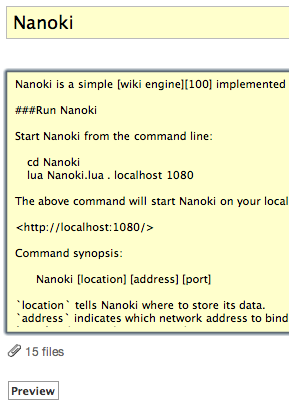 Nanoki
Nanoki is a simple [wiki engine][100] implemented
###Run Nanoki
Start Nanoki from the command line:
cd Nanoki
lua Nanoki.lua . localhost 1080
The above command will start Nanoki on your local
<http://localhost:1080/>
Command synopsis:
Nanoki [location] [address] [port]
`location` tells Nanoki where to store its data.
`address` indicates which network address to bind
15 files
Preview